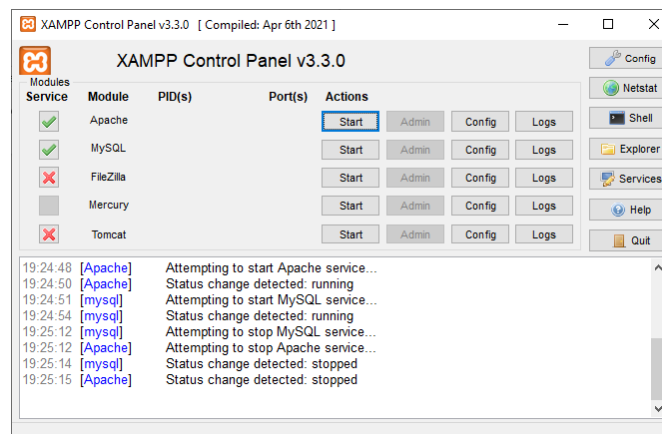 XAMPP Control Panel v3.3.0 [ Compiled: Apr 6th 2021 ]
XAMPP Control Panel v3.3.0
Config
Modules
Service Module PID(s) Port(s) Actions
Netstat
Apache Start Admin Config Logs
Shell
MySQL Start Admin Config Logs
Explorer
FileZilla Start Admin Config Logs
Services
Mercury Start Admin Config Logs
Help
Tomcat Start Admin Config Logs
Quit
19:24:48 [Apache] Attempting to start Apache service...
19:24:50 [Apache] Status change detected: running
19:24:51 [mysql] Attempting to start MySQL service...
19:24:54 [mysql] Status change detected: running
19:25:12 [mysql] Attempting to stop MySQL service...
19:25:12 [Apache] Attempting to stop Apache service...
19:25:14 [mysql] Status change detected: stopped
19:25:15 [Apache] Status change detected: stopped